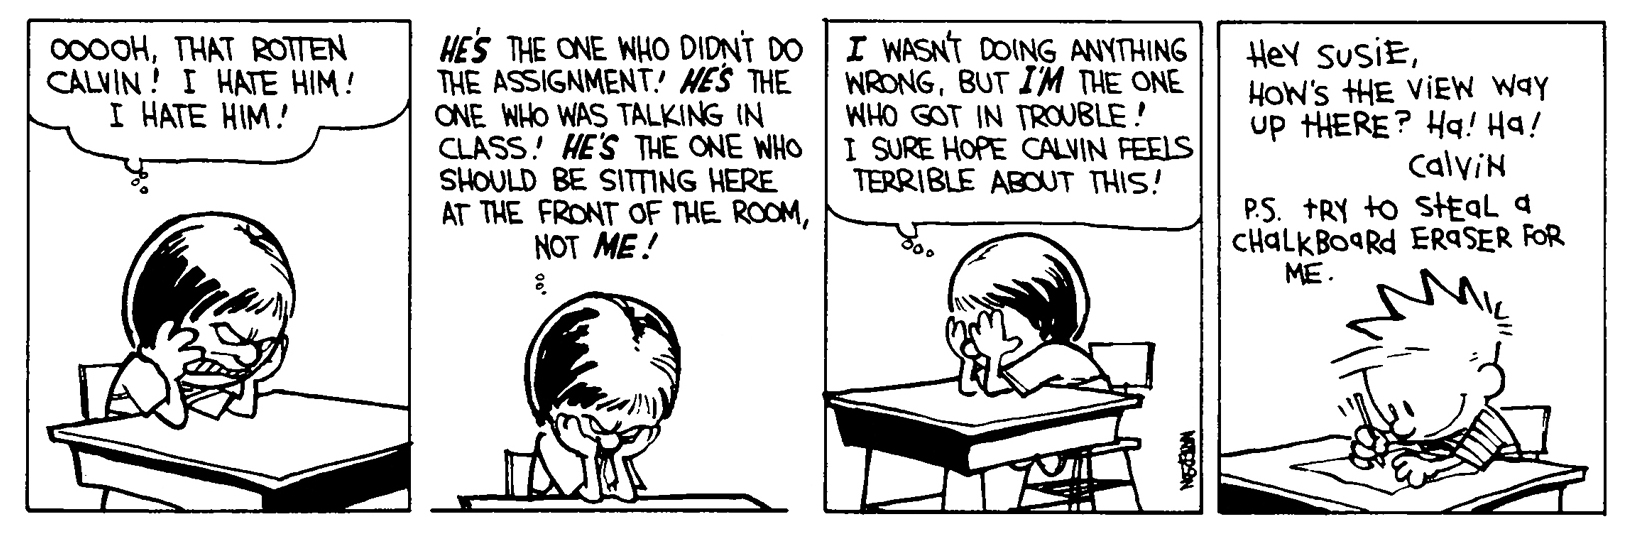 OOOOH, THAT ROTTEN
CALVIN! I HATE HIM!
I HATE HIM!
HE'S THE ONE WHO DIDN'T DO
THE ASSIGNMENT! HE'S THE
ONE WHO WAS TALKING IN
CLASS! HE'S THE ONE WHO
SHOULD BE SITTING HERE
AT THE FRONT OF THE ROOM,
NOT ME!
I WASN'T DOING ANYTHING
WRONG, BUT I'M THE ONE
WHO GOT IN TROUBLE!
I SURE HOPE CALVIN FEELS
TERRIBLE ABOUT THIS!
WATTERSON
HeY SUSiE,
HOW'S tHE ViEW WaY
UP tHERE? Ha! Ha!
CalViN
P.S. tRY to StEaL a
CHaLKBOaRd ERaSER FOR
ME.